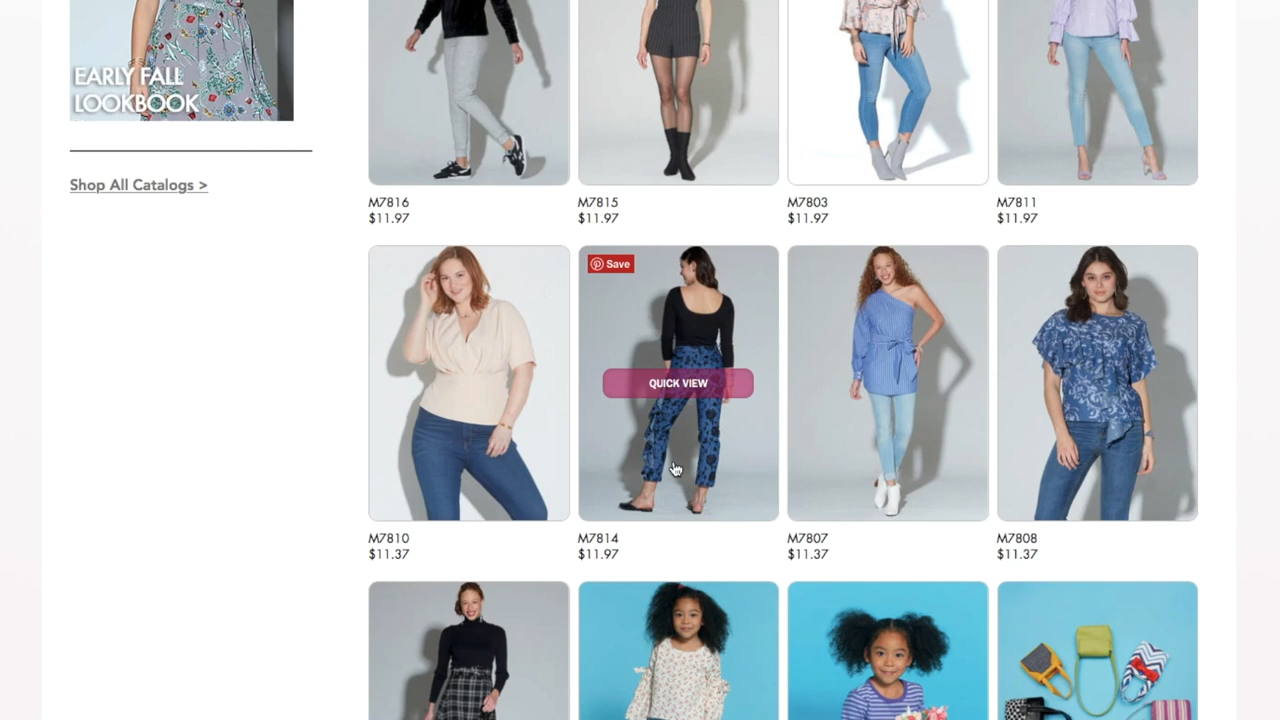 EARLY FALL
LOOKBOOK
Shop All Catalogs >
M7816
$11.97
M7815
$11.97
M7803
$11.97
M7811
$11.97
Save
QUICK VIEW
M7810
$11.37
M7814
$11.97
M7807
$11.37
M7808
$11.37